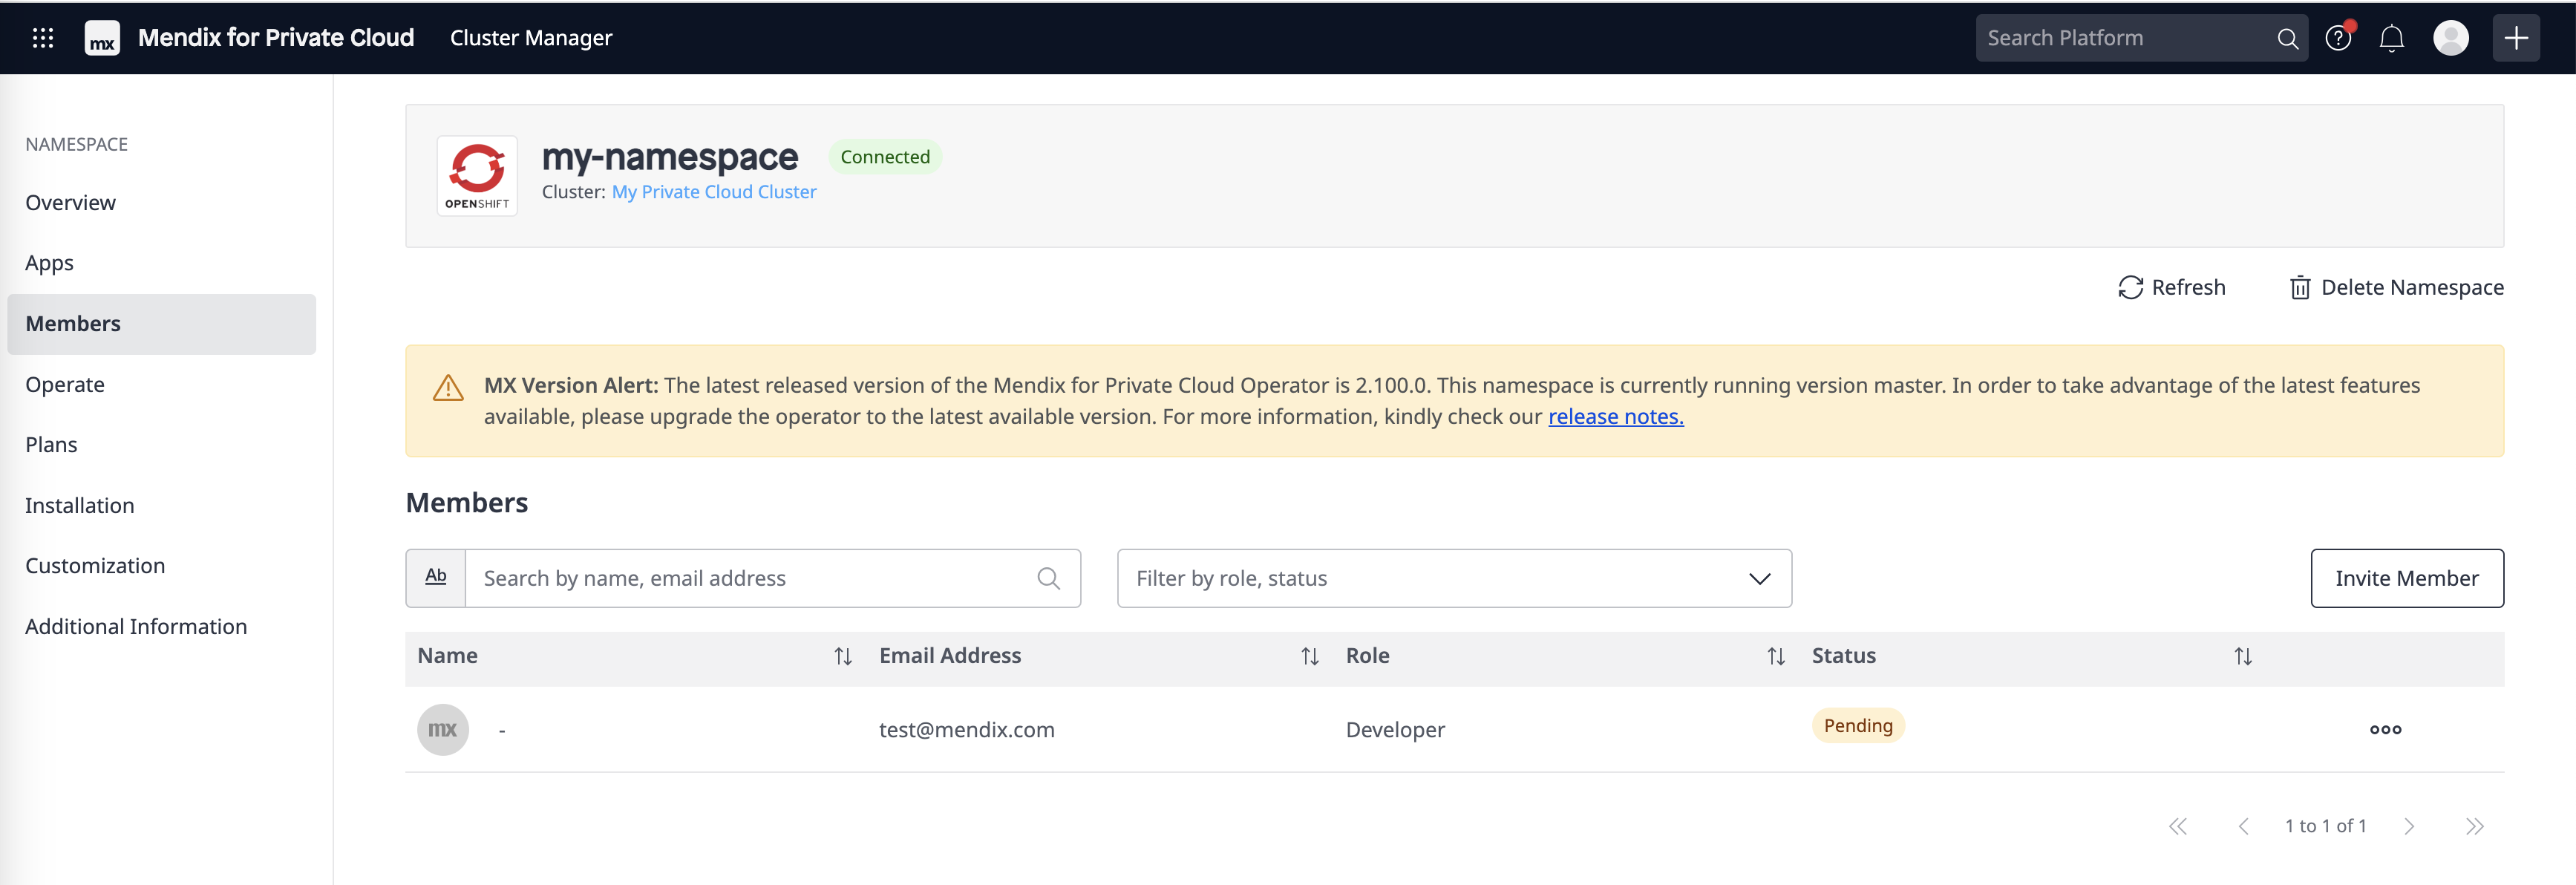 mx Mendix for Private Cloud Cluster Manager Search Platform
NAMESPACE
Overview
Apps
Members
Operate
Plans
Installation
Customization
Additional Information
OPENSHIFT
my-namespace Connected
Cluster: My Private Cloud Cluster
Refresh Delete Namespace
MX Version Alert: The latest released version of the Mendix for Private Cloud Operator is 2.100.0. This namespace is currently running version master. In order to take advantage of the latest features
available, please upgrade the operator to the latest available version. For more information, kindly check our release notes.
Members
Ab Search by name, email address Filter by role, status Invite Member
Name Email Address Role Status
mx - test@mendix.com Developer Pending
1 to 1 of 1